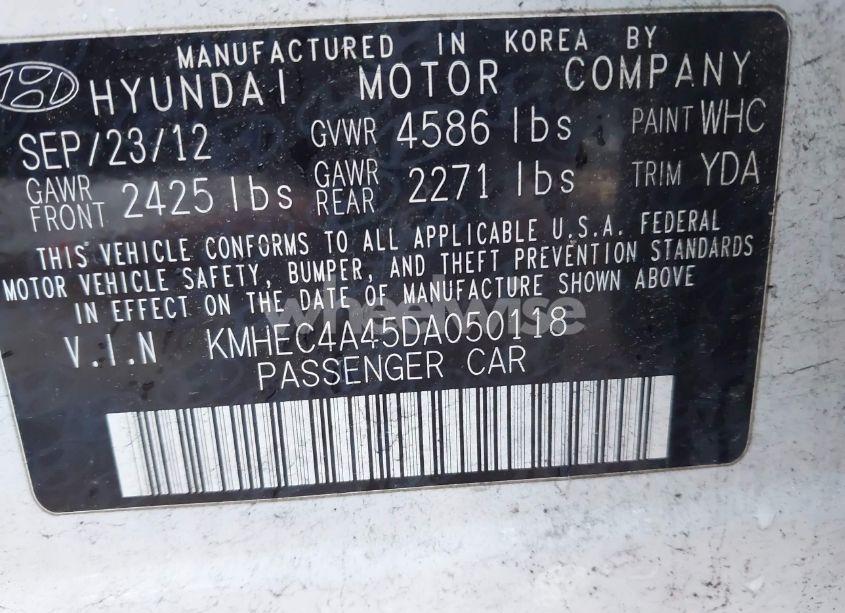 MANUFACTURED IN KOREA BY
HYUNDAI MOTOR COMPANY
SEP/23/12 GVWR 4586 lbs PAINT WHC
GAWR FRONT 2425 lbs GAWR REAR 2271 lbs TRIM YDA
THIS VEHICLE CONFORMS TO ALL APPLICABLE U.S.A. FEDERAL
MOTOR VEHICLE SAFETY, BUMPER, AND THEFT PREVENTION STANDARDS
IN EFFECT ON THE DATE OF MANUFACTURE SHOWN ABOVE
wheelwise
V.I.N KMHEC4A45DA050118
PASSENGER CAR